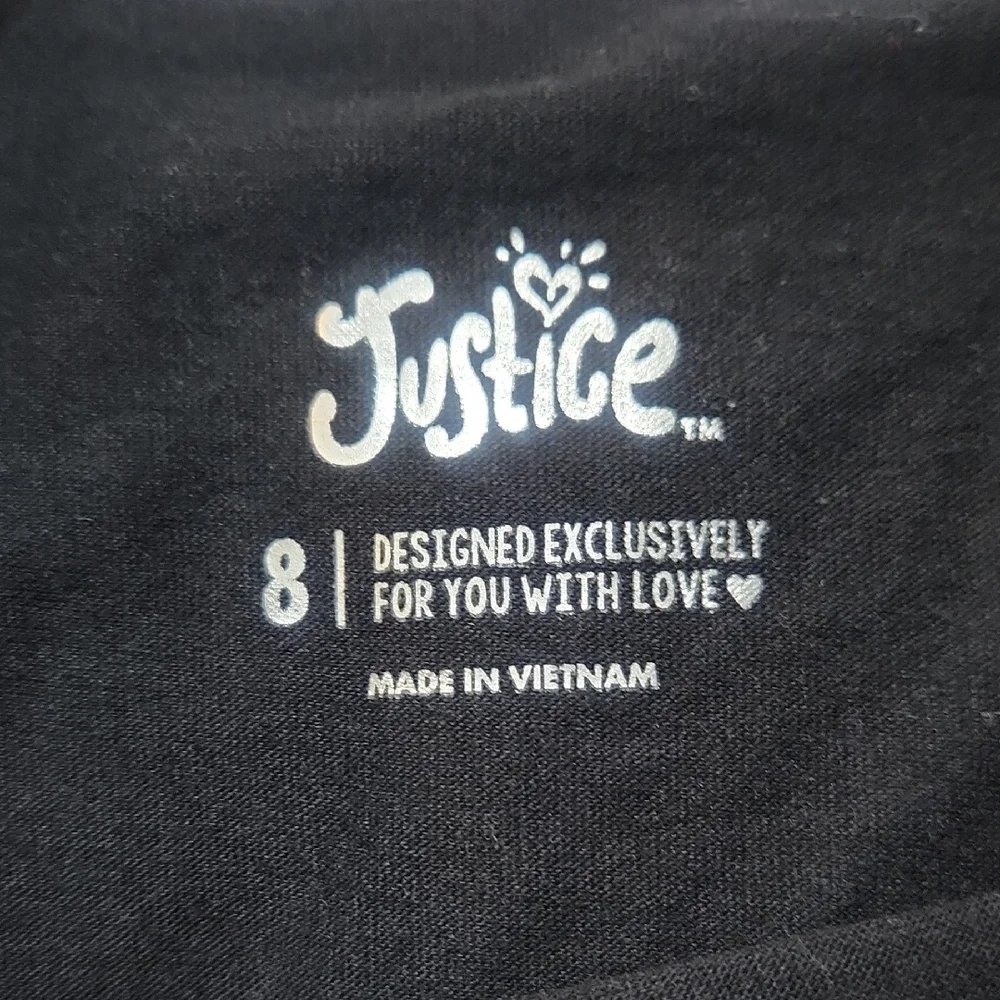 Justice™
8 | DESIGNED EXCLUSIVELY
FOR YOU WITH LOVE♥
MADE IN VIETNAM